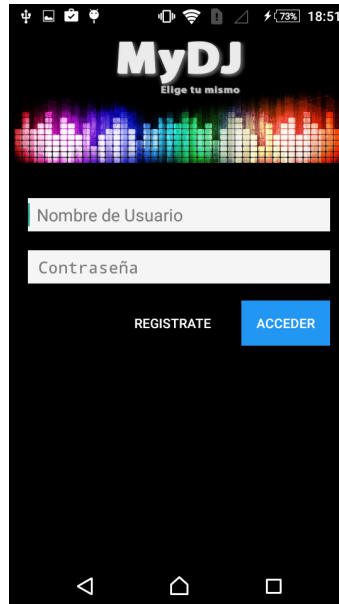 73% 18:51
MyDJ
Elige tu mismo
Nombre de Usuario
Contraseña
REGISTRATE ACCEDER